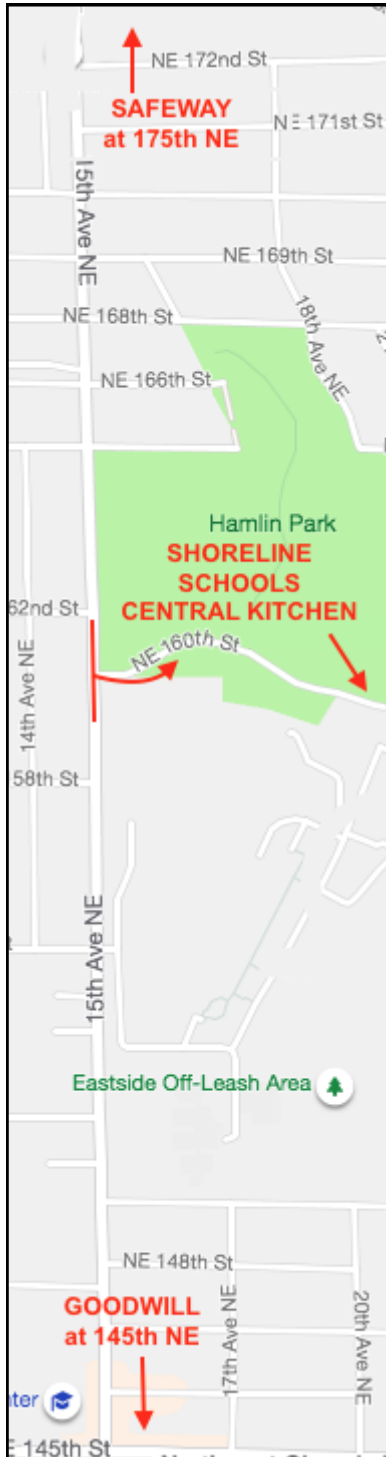 NE 172nd St
SAFEWAY
at 175th NE
NE 171st St
15th Ave NE
NE 169th St
18th Ave NE
NE 168th St
NE 166th St
Hamlin Park
SHORELINE
SCHOOLS
CENTRAL KITCHEN
62nd St
NE 160th St
14th Ave NE
58th St
15th Ave NE
Eastside Off-Leash Area
NE 148th St
GOODWILL
at 145th NE
17th Ave NE
20th Ave NE
nter
E 145th St